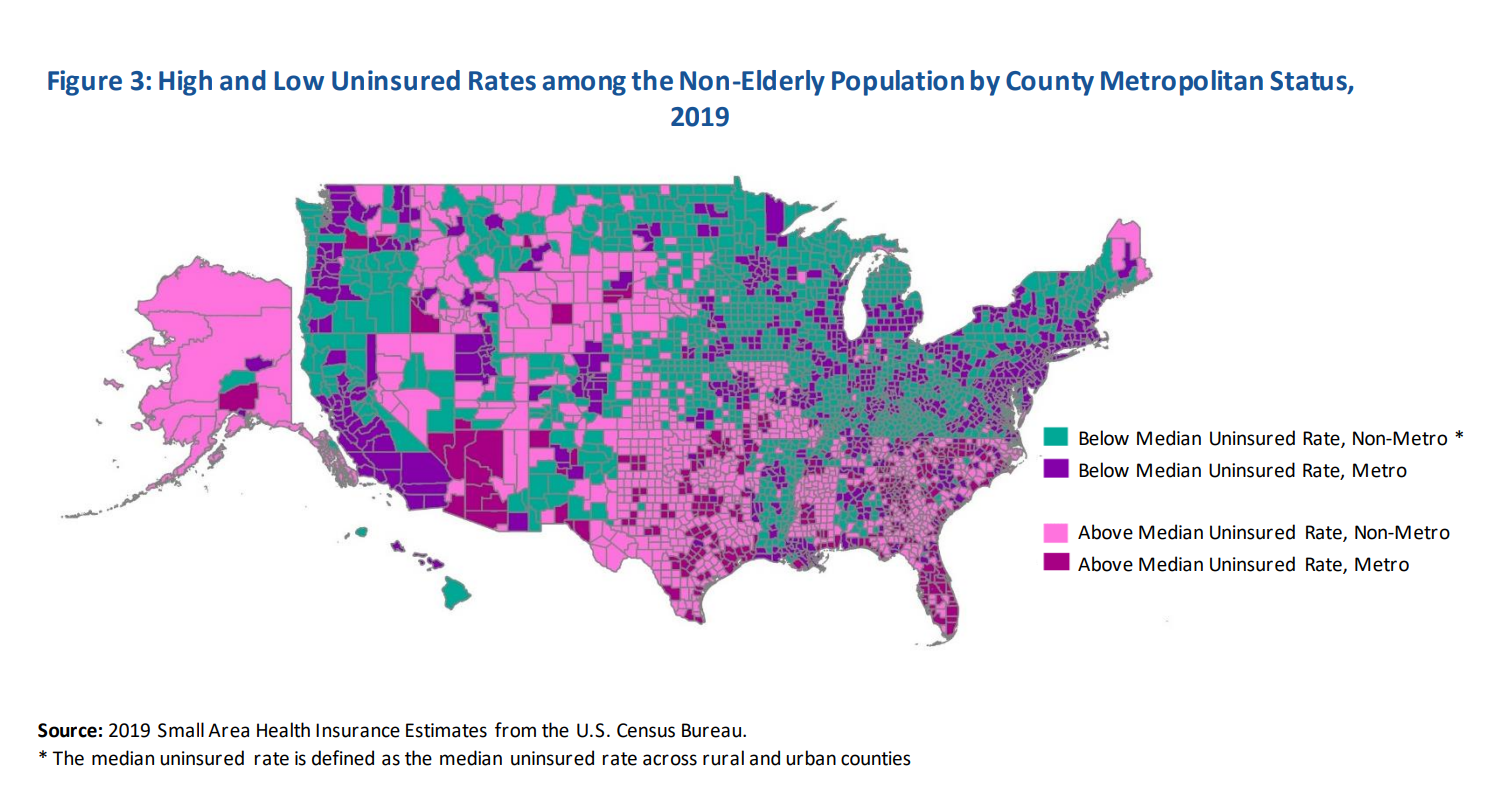 Figure 3: High and Low Uninsured Rates among the Non-Elderly Population by County Metropolitan Status,
2019
Below Median Uninsured Rate, Non-Metro *
Below Median Uninsured Rate, Metro
Above Median Uninsured Rate, Non-Metro
Above Median Uninsured Rate, Metro
Source: 2019 Small Area Health Insurance Estimates from the U.S. Census Bureau.
* The median uninsured rate is defined as the median uninsured rate across rural and urban counties